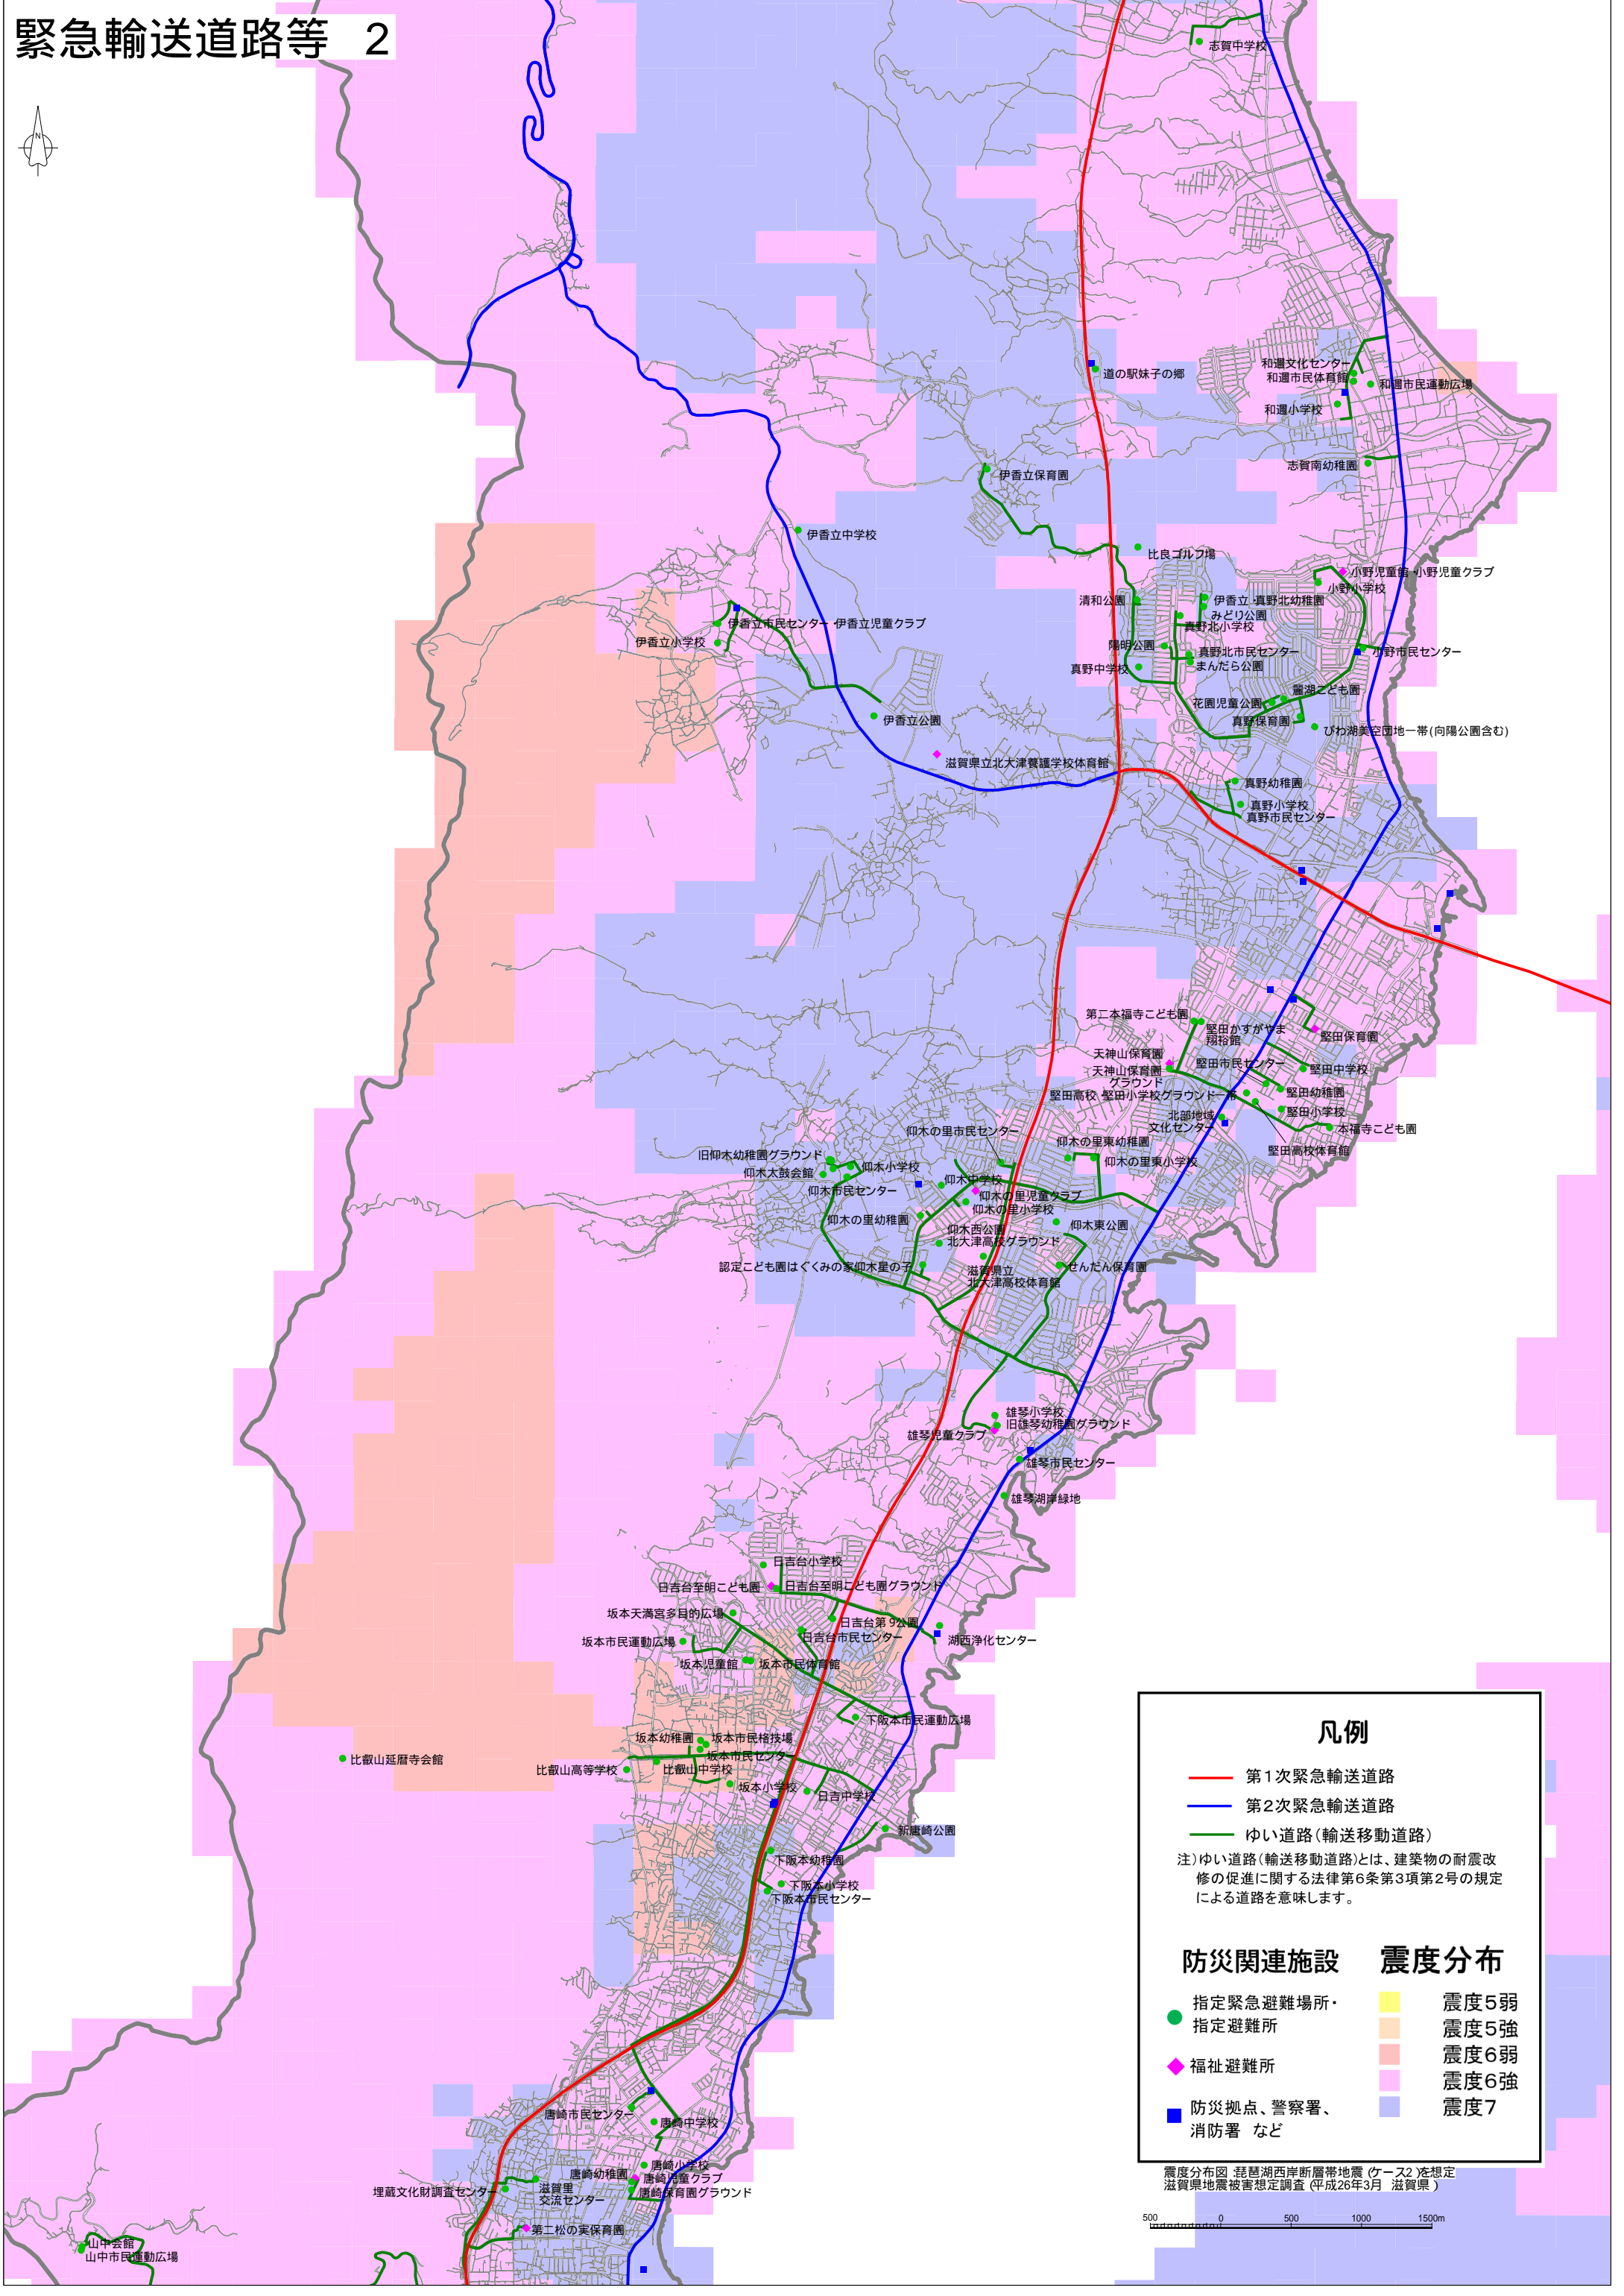 緊急輸送道路等 2
N
志賀中学校
道の駅妹子の郷
和邇文化センター
和邇市民体育館
和邇市民運動広場
和邇小学校
志賀南幼稚園
伊香立保育園
伊香立中学校
比良ゴルフ場
小野児童館・小野児童クラブ
小野小学校
清和公園
伊香立・真野北幼稚園
みどり公園
真野北小学校
伊香立市民センター・伊香立児童クラブ
伊香立小学校
陽明公園
真野北市民センター
小野市民センター
まんだら公園
真野中学校
麗湖こども園
花園児童公園
真野保育園
伊香立公園
びわ湖美空団地一帯(向陽公園含む)
滋賀県立北大津養護学校体育館
真野幼稚園
真野小学校
真野市民センター
第二本福寺こども園
堅田かすがやま
翔裕館
堅田保育園
天神山保育園
天神山保育園
グラウンド
堅田市民センター
堅田中学校
堅田高校・堅田小学校グラウンド一帯
堅田幼稚園
堅田小学校
北部地域
文化センター
本福寺こども園
堅田高校体育館
仰木の里市民センター
仰木の里東幼稚園
仰木の里東小学校
旧仰木幼稚園グラウンド
仰木太鼓会館
仰木小学校
仰木市民センター
仰木中学校
仰木の里児童クラブ
仰木の里小学校
仰木の里幼稚園
仰木東公園
仰木西公園
北大津高校グラウンド
認定こども園はぐくみの家仰木星の子
滋賀県立
北大津高校体育館
せんだん保育園
雄琴小学校
旧雄琴幼稚園グラウンド
雄琴児童クラブ
雄琴市民センター
雄琴湖岸緑地
日吉台小学校
日吉台至明こども園
日吉台至明こども園グラウンド
坂本天満宮多目的広場
日吉台第9公園
日吉台市民センター
坂本市民運動広場
湖西浄化センター
坂本児童館
坂本市民体育館
下阪本市民運動広場
坂本幼稚園
坂本市民格技場
坂本市民センター
比叡山延暦寺会館
比叡山高等学校
比叡山中学校
坂本小学校
日吉中学校
新唐崎公園
下阪本幼稚園
下阪本小学校
下阪本市民センター
唐崎市民センター
唐崎中学校
唐崎小学校
唐崎幼稚園
唐崎児童クラブ
唐崎保育園グラウンド
埋蔵文化財調査センター
滋賀里
交流センター
第二松の実保育園
山中会館
山中市民運動広場
凡例
第1次緊急輸送道路
第2次緊急輸送道路
ゆい道路(輸送移動道路)
注)ゆい道路(輸送移動道路)とは、建築物の耐震改
修の促進に関する法律第6条第3項第2号の規定
による道路を意味します。
防災関連施設
指定緊急避難場所・
指定避難所
福祉避難所
防災拠点、警察署、
消防署 など
震度分布
震度5弱
震度5強
震度6弱
震度6強
震度7
震度分布図:琵琶湖西岸断層帯地震(ケース2)を想定
滋賀県地震被害想定調査(平成26年3月 滋賀県)
500 0 500 1000 1500m